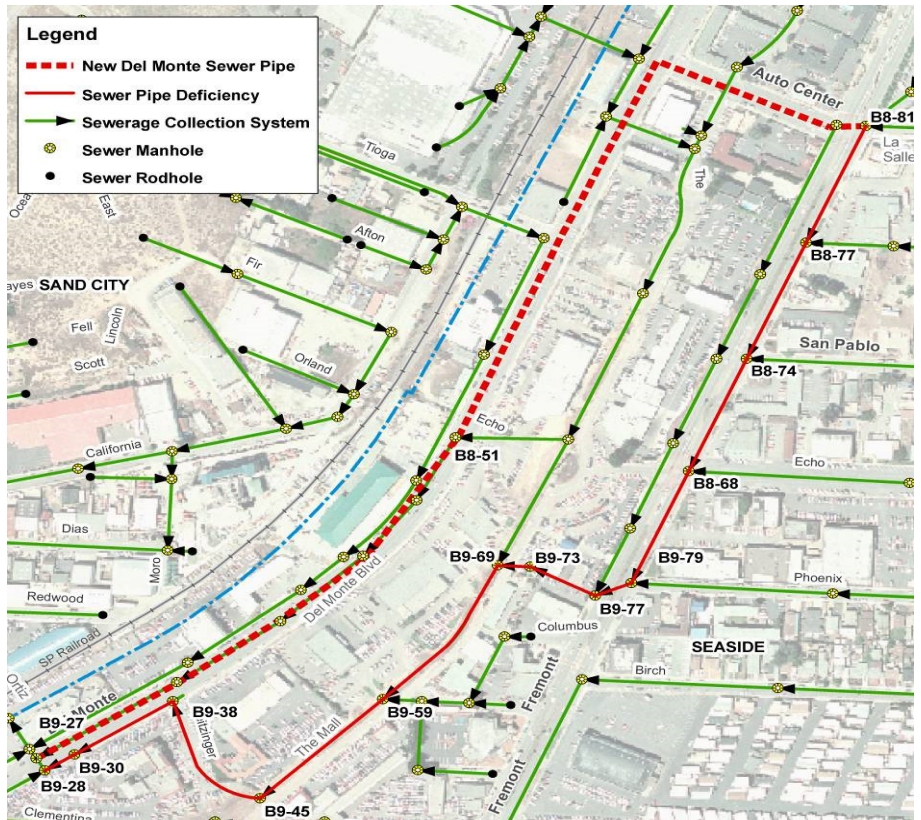 Legend
New Del Monte Sewer Pipe
Sewer Pipe Deficiency
Sewerage Collection System
Sewer Manhole
Sewer Rodhole
Auto Center
B8-81
La
Salle
Tioga
The
East
Afton
Fir
B8-77
SAND CITY
Lincoln
Fell
Scott
Orland
San Pablo
B8-74
Echo
B8-51
California
B8-68
Echo
Dias
Moro
B9-69
B9-73
B9-79
Phoenix
B9-77
Redwood
Del Monte Blvd
Columbus
SP Railroad
SEASIDE
Birch
Ortiz
Fremont
B9-59
Monte
B9-38
B9-27
The Mall
B9-30
B9-28
B9-45
Fremont
Clementina